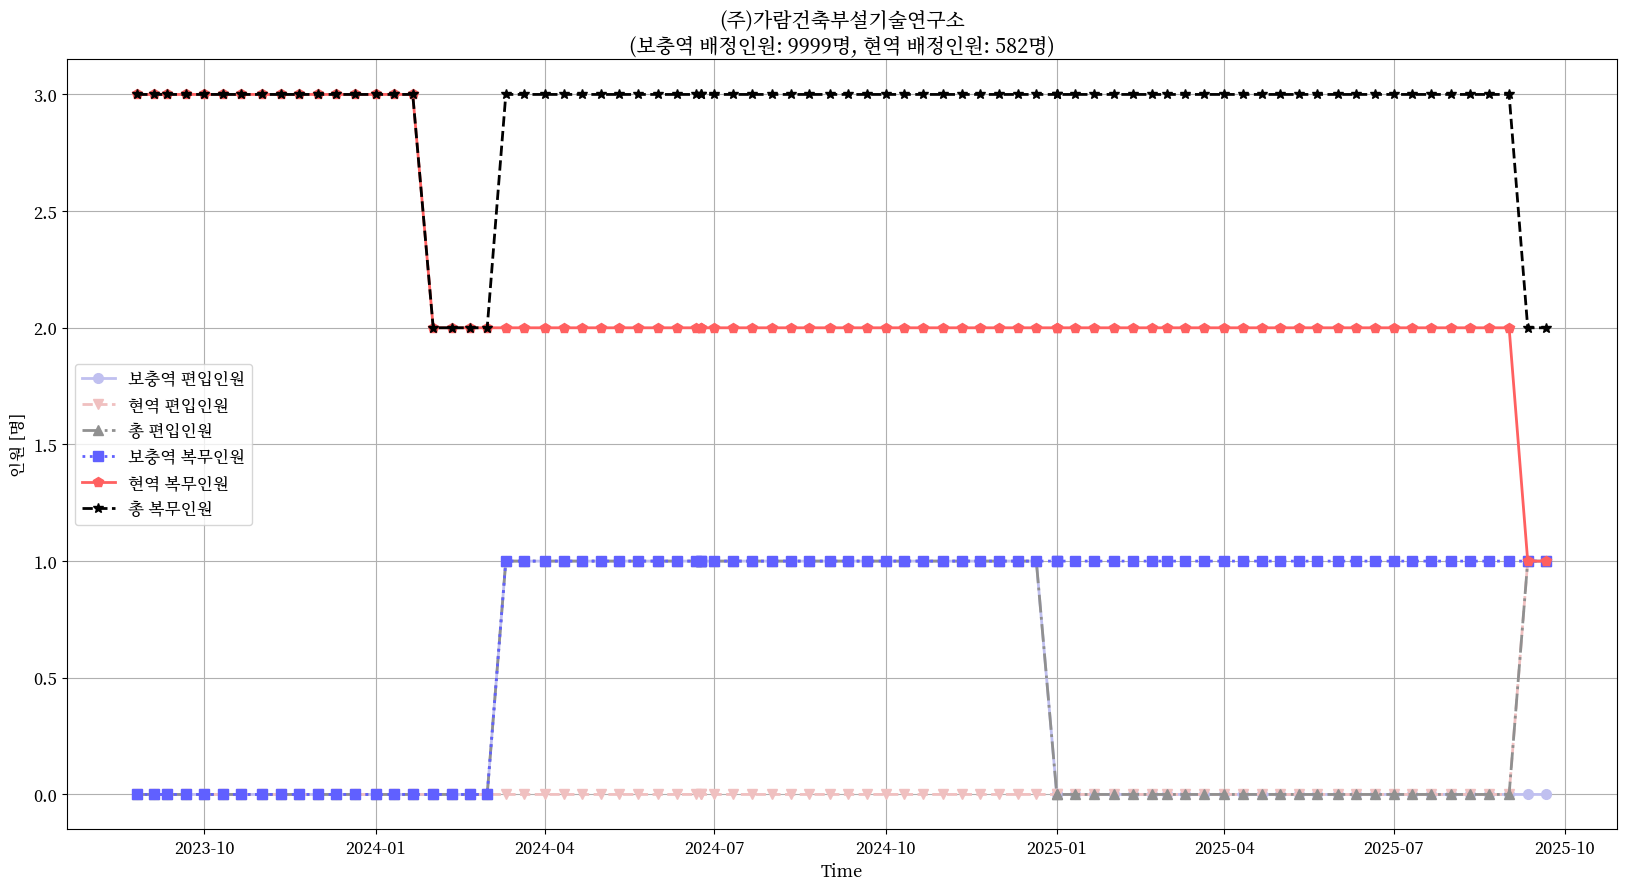 (주)가람건축부설기술연구소
(보충역 배정인원: 9999명, 현역 배정인원: 582명)
3.0
2.5
2.0
1.5
1.0
0.5
0.0
인원 [명]
보충역 편입인원
현역 편입인원
총 편입인원
보충역 복무인원
현역 복무인원
총 복무인원
2023-10
2024-01
2024-04
2024-07
2024-10
2025-01
2025-04
2025-07
2025-10
Time